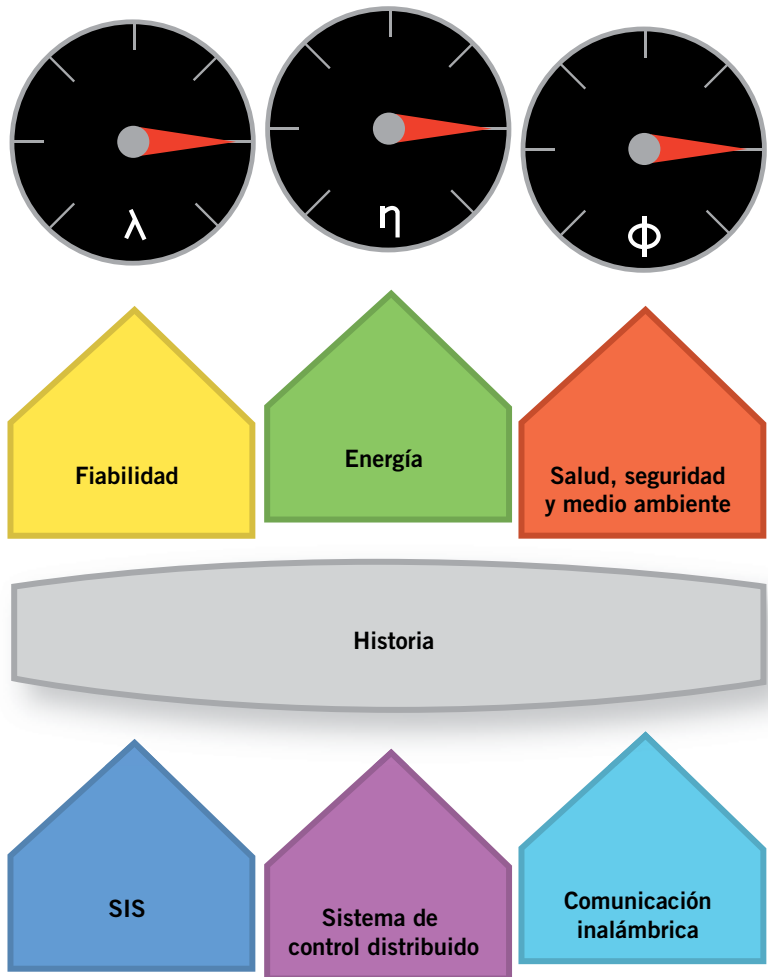 λ
η
ϕ
Fiabilidad
Energía
Salud, seguridad
y medio ambiente
Historia
SIS
Sistema de
control distribuido
Comunicación
inalámbrica